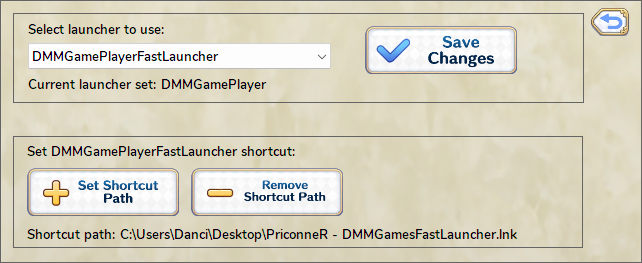 Select launcher to use:
DMMGamePlayerFastLauncher
Save
Changes
Current launcher set: DMMGamePlayer
Set DMMGamePlayerFastLauncher shortcut:
Set Shortcut
Path
Remove
Shortcut Path
Shortcut path: C:\Users\Danci\Desktop\PriconneR - DMMGamesFastLauncher.lnk